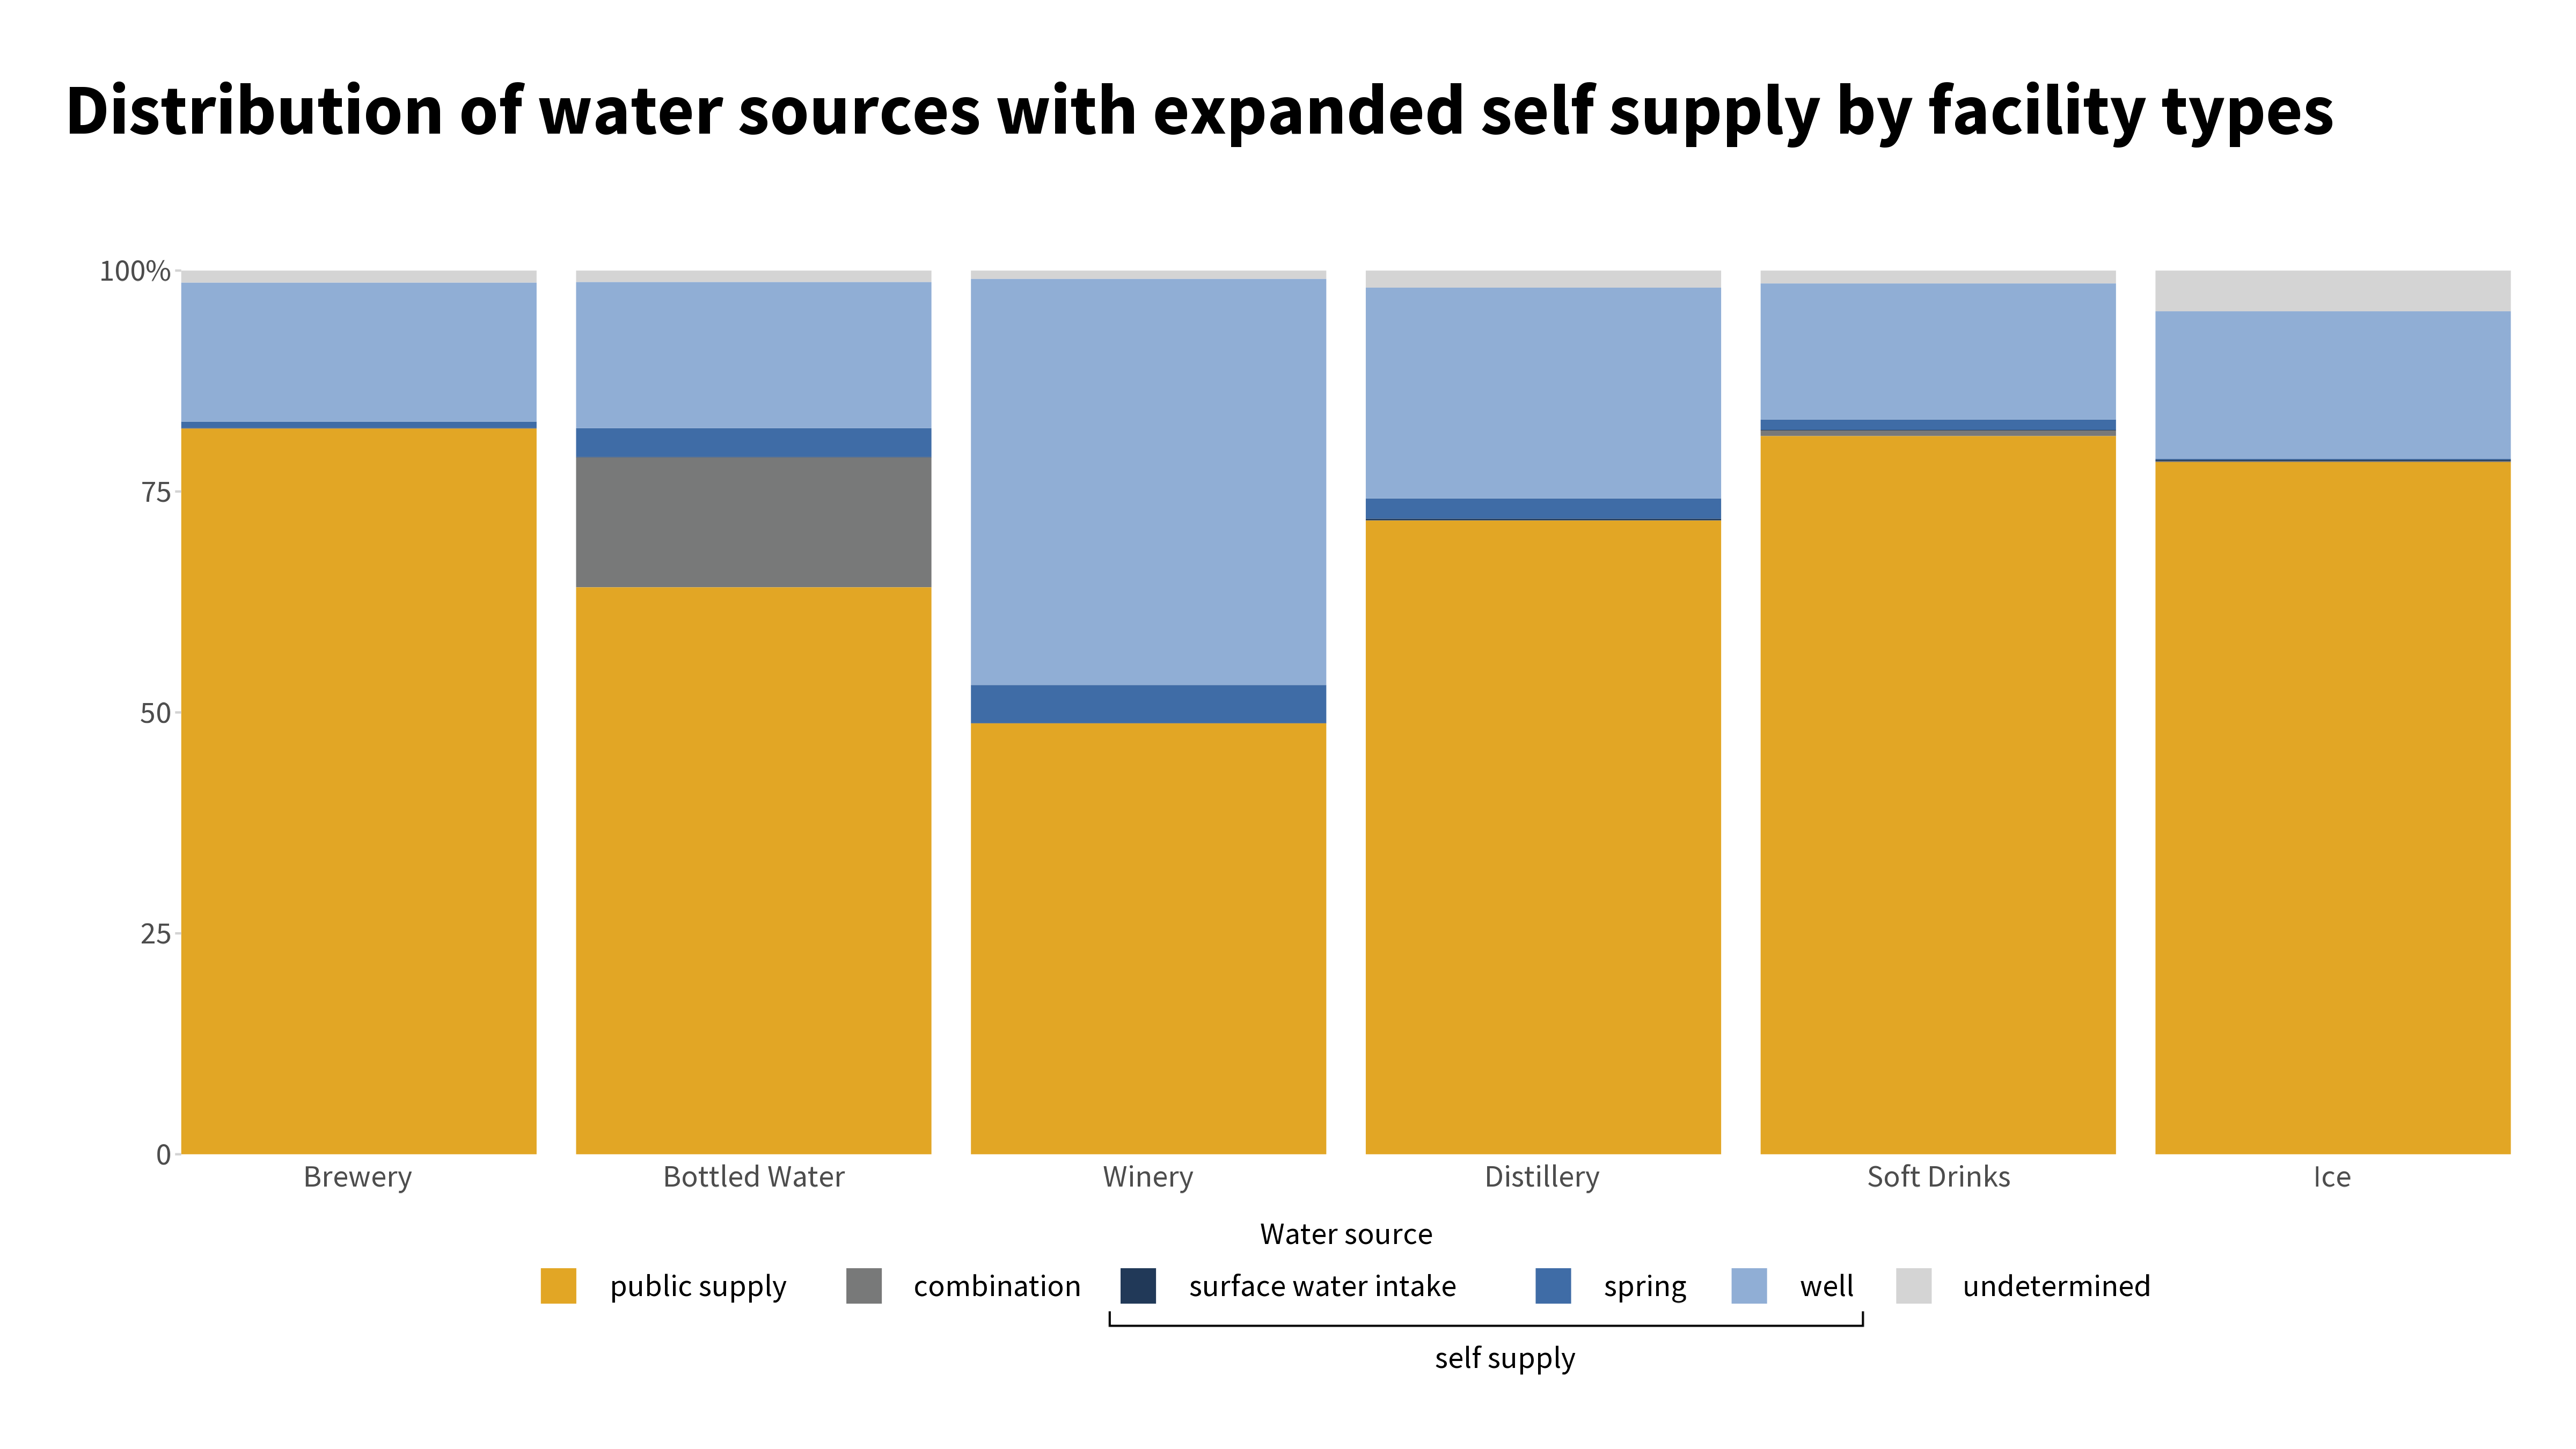 Distribution of water sources with expanded self supply by facility types
100%
75
50
25
0
Brewery Bottled Water Winery Distillery Soft Drinks Ice
Water source
public supply combination surface water intake spring well undetermined
self supply